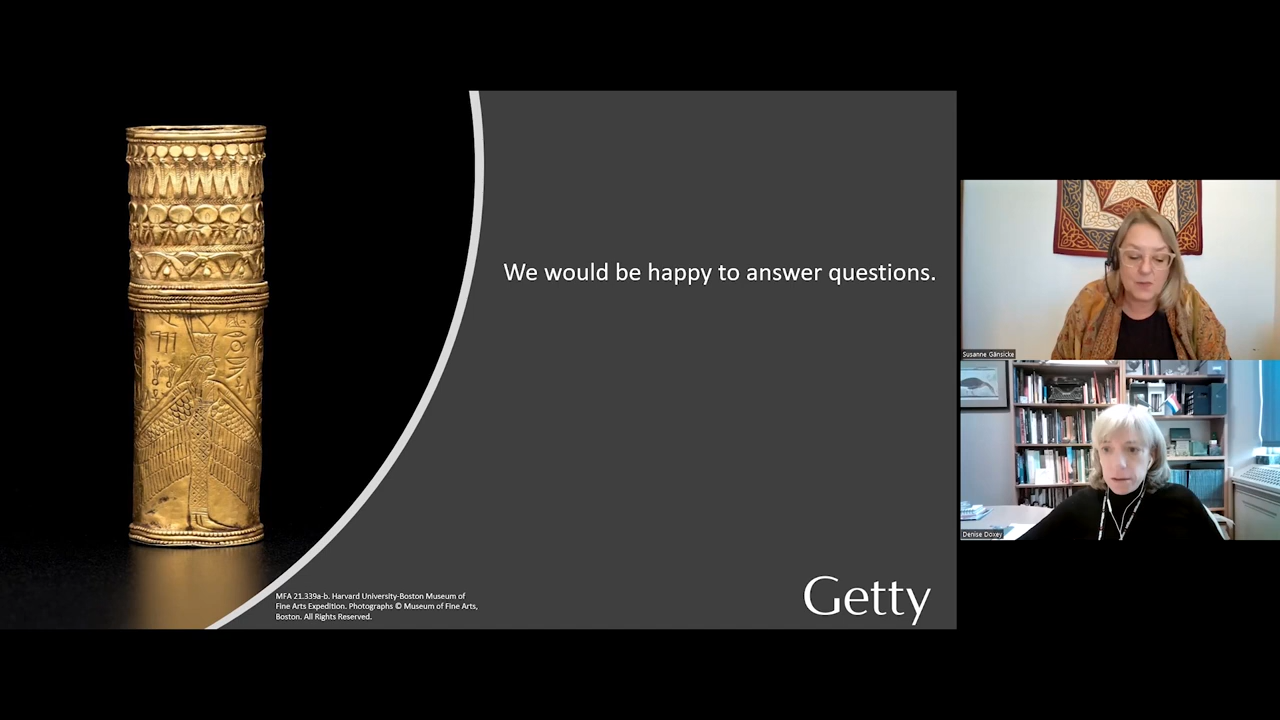 We would be happy to answer questions.
MFA 21.339a-b. Harvard University-Boston Museum of
Fine Arts Expedition. Photographs © Museum of Fine Arts,
Boston. All Rights Reserved.
Getty
Susanne Gänsicke
Denise Doxey